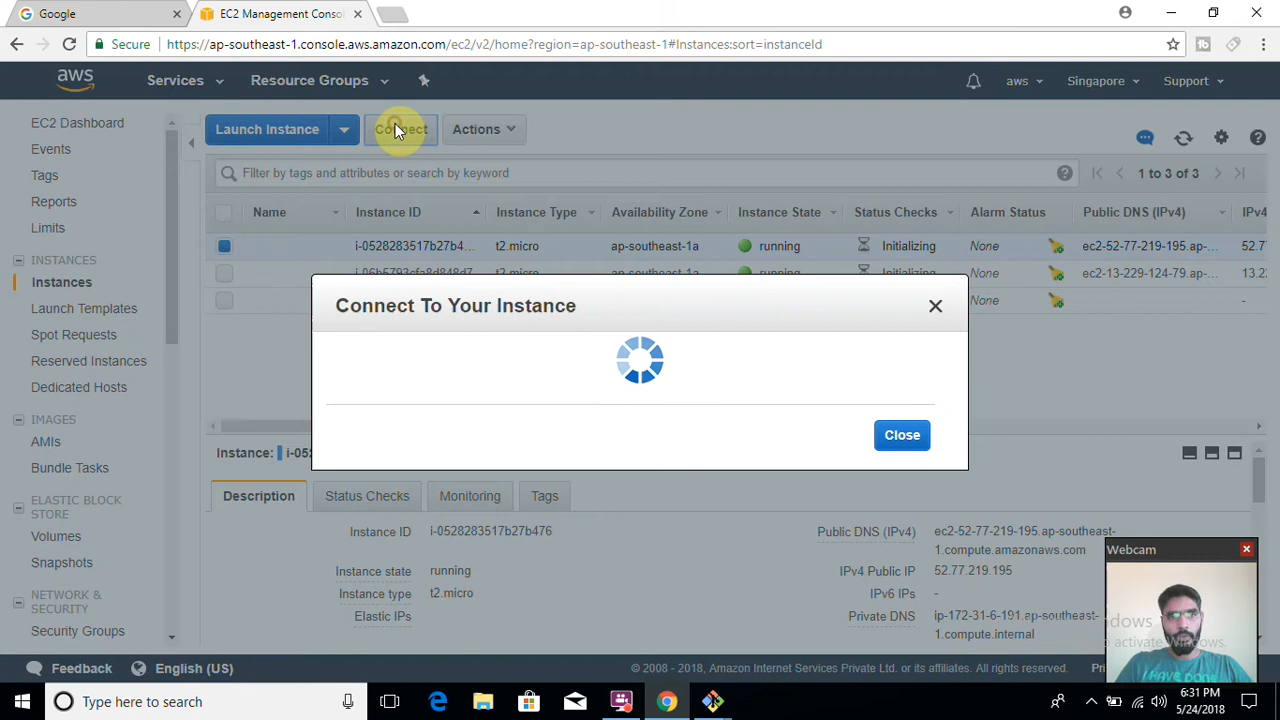 Google
EC2 Management Consol
Secure
https://ap-southeast-1.console.aws.amazon.com/ec2/v2/home?region=ap-southeast-1#Instances:sort=instanceId
aws
Services
Resource Groups
aws
Singapore
Support
EC2 Dashboard
Events
Tags
Reports
Limits
INSTANCES
Instances
Launch Templates
Spot Requests
Reserved Instances
Dedicated Hosts
IMAGES
AMIs
Bundle Tasks
ELASTIC BLOCK
STORE
Volumes
Snapshots
NETWORK &
SECURITY
Security Groups
Launch Instance
Connect
Actions
Filter by tags and attributes or search by keyword
1 to 3 of 3
Name Instance ID Instance Type Availability Zone Instance State Status Checks Alarm Status Public DNS (IPv4) IPv4
i-0528283517b27b4... t2.micro ap-southeast-1a running Initializing None ec2-52-77-219-195.ap-... 52.7
i-06b5793cfa8d848d7 t2.micro ap-southeast-1a running Initializing None ec2-13-229-124-79.ap-... 13.22
None -
Connect To Your Instance
Close
Instance: i-052
Description
Status Checks
Monitoring
Tags
Instance ID i-0528283517b27b476
Instance state running
Instance type t2.micro
Elastic IPs
Public DNS (IPv4) ec2-52-77-219-195.ap-southeast-
1.compute.amazonaws.com
IPv4 Public IP 52.77.219.195
IPv6 IPs -
Private DNS ip-172-31-6-191.ap-southeast-
1.compute.internal
Webcam
I HAVE DONE
Feedback
English (US)
© 2008 - 2018, Amazon Internet Services Private Ltd. or its affiliates. All rights reserved.
Type here to search
6:31 PM
5/24/2018